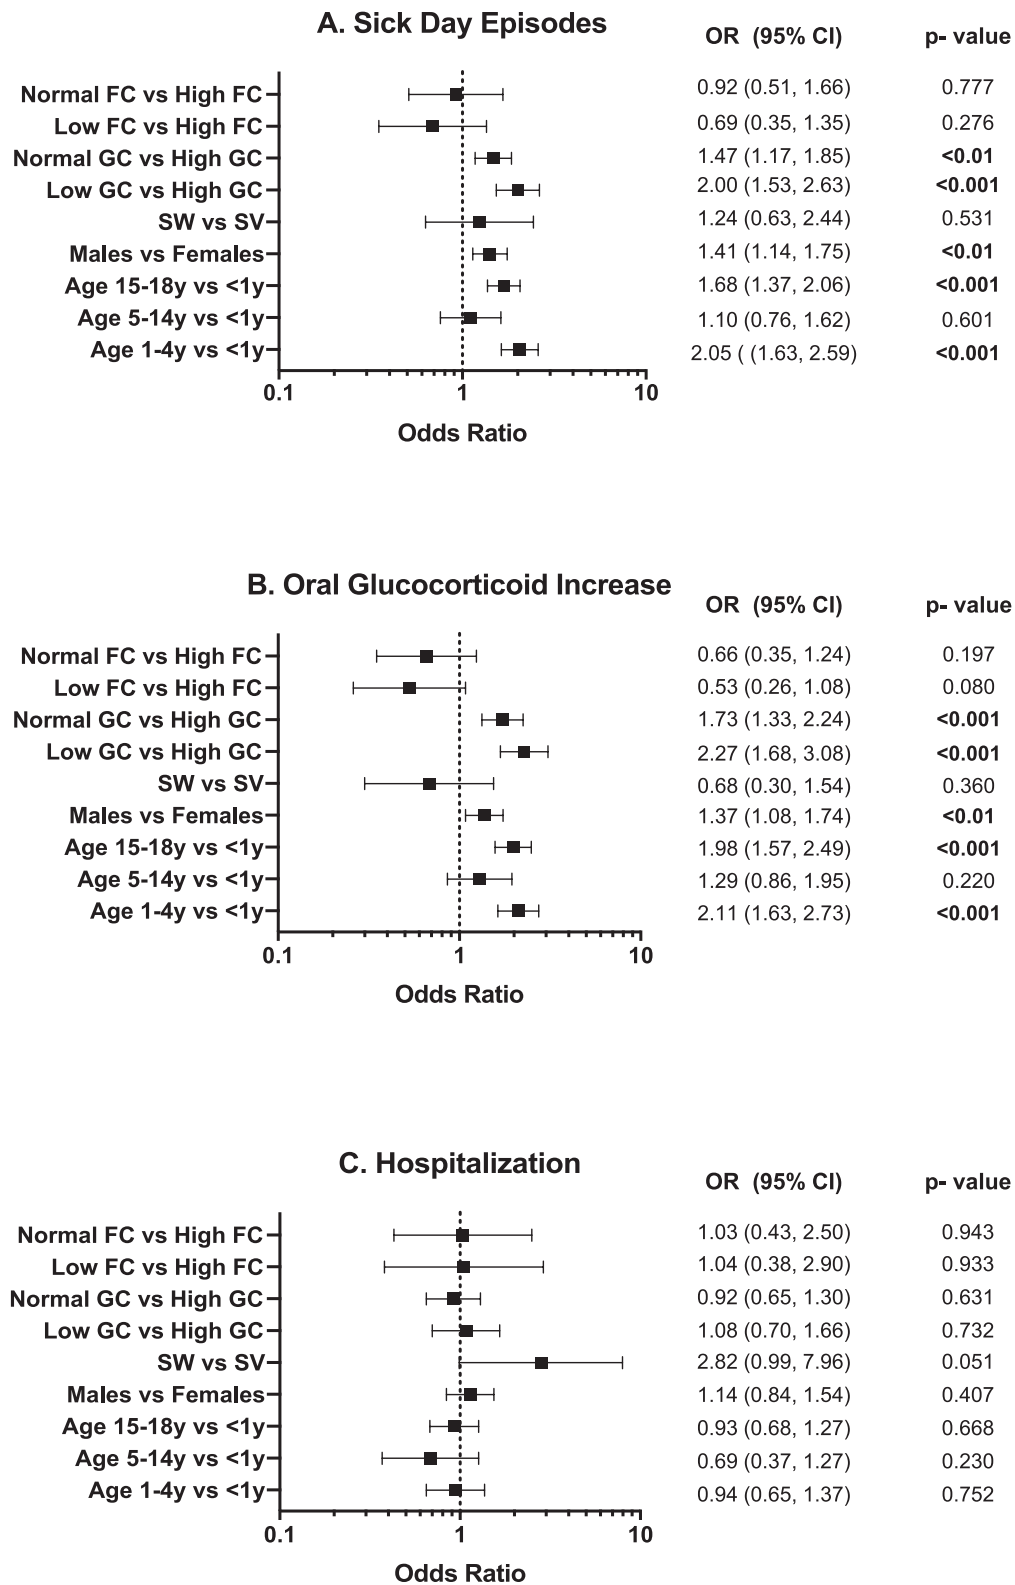 A. Sick Day Episodes
OR (95% CI) p- value
Normal FC vs High FC 0.92 (0.51, 1.66) 0.777
Low FC vs High FC 0.69 (0.35, 1.35) 0.276
Normal GC vs High GC 1.47 (1.17, 1.85) <0.01
Low GC vs High GC 2.00 (1.53, 2.63) <0.001
SW vs SV 1.24 (0.63, 2.44) 0.531
Males vs Females 1.41 (1.14, 1.75) <0.01
Age 15-18y vs <1y 1.68 (1.37, 2.06) <0.001
Age 5-14y vs <1y 1.10 (0.76, 1.62) 0.601
Age 1-4y vs <1y 2.05 ( (1.63, 2.59) <0.001
0.1 1 10
Odds Ratio
B. Oral Glucocorticoid Increase
OR (95% CI) p- value
Normal FC vs High FC 0.66 (0.35, 1.24) 0.197
Low FC vs High FC 0.53 (0.26, 1.08) 0.080
Normal GC vs High GC 1.73 (1.33, 2.24) <0.001
Low GC vs High GC 2.27 (1.68, 3.08) <0.001
SW vs SV 0.68 (0.30, 1.54) 0.360
Males vs Females 1.37 (1.08, 1.74) <0.01
Age 15-18y vs <1y 1.98 (1.57, 2.49) <0.001
Age 5-14y vs <1y 1.29 (0.86, 1.95) 0.220
Age 1-4y vs <1y 2.11 (1.63, 2.73) <0.001
0.1 1 10
Odds Ratio
C. Hospitalization
OR (95% CI) p- value
Normal FC vs High FC 1.03 (0.43, 2.50) 0.943
Low FC vs High FC 1.04 (0.38, 2.90) 0.933
Normal GC vs High GC 0.92 (0.65, 1.30) 0.631
Low GC vs High GC 1.08 (0.70, 1.66) 0.732
SW vs SV 2.82 (0.99, 7.96) 0.051
Males vs Females 1.14 (0.84, 1.54) 0.407
Age 15-18y vs <1y 0.93 (0.68, 1.27) 0.668
Age 5-14y vs <1y 0.69 (0.37, 1.27) 0.230
Age 1-4y vs <1y 0.94 (0.65, 1.37) 0.752
0.1 1 10
Odds Ratio